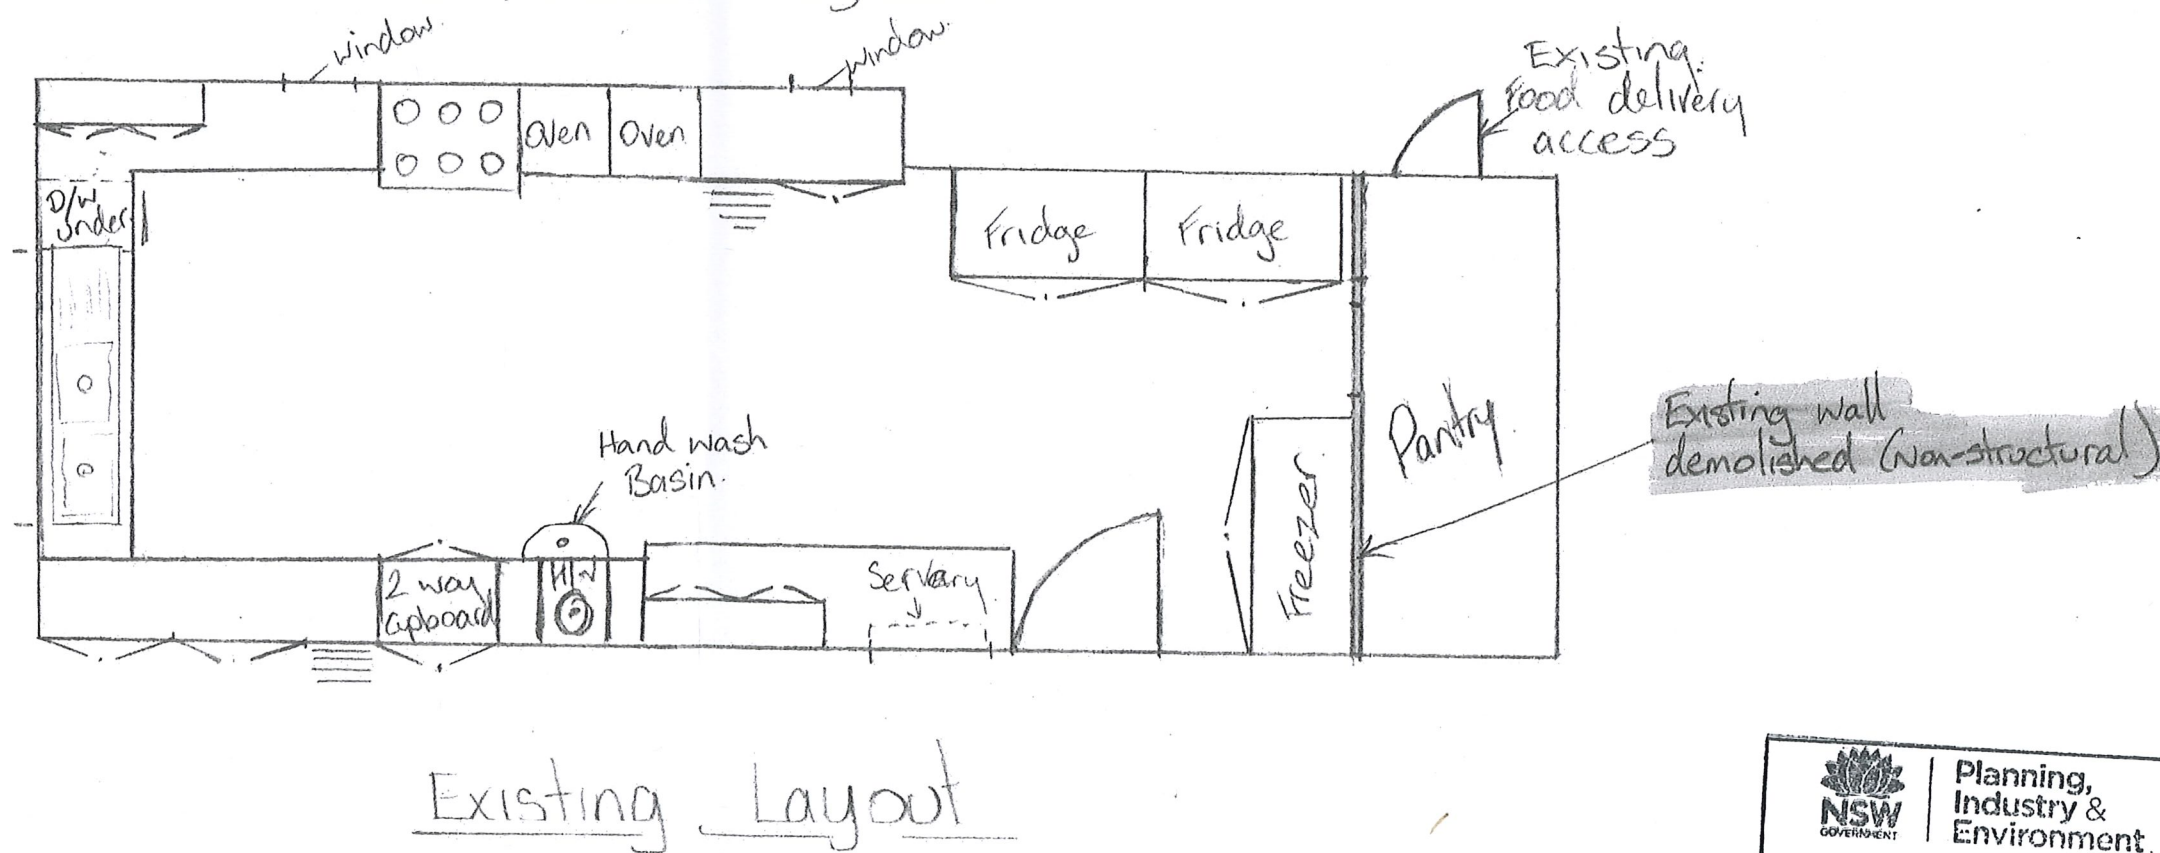 window.
window.
Existing
Food delivery
access
Oven
Oven
D/W
Under
Fridge
Fridge
Hand wash
Basin.
Pantry.
Existing wall
demolished (Non-structural)
Freezer.
2 way
cupboard
HW
Servery
Existing Layout
NSW
GOVERNMENT
Planning,
Industry &
Environment